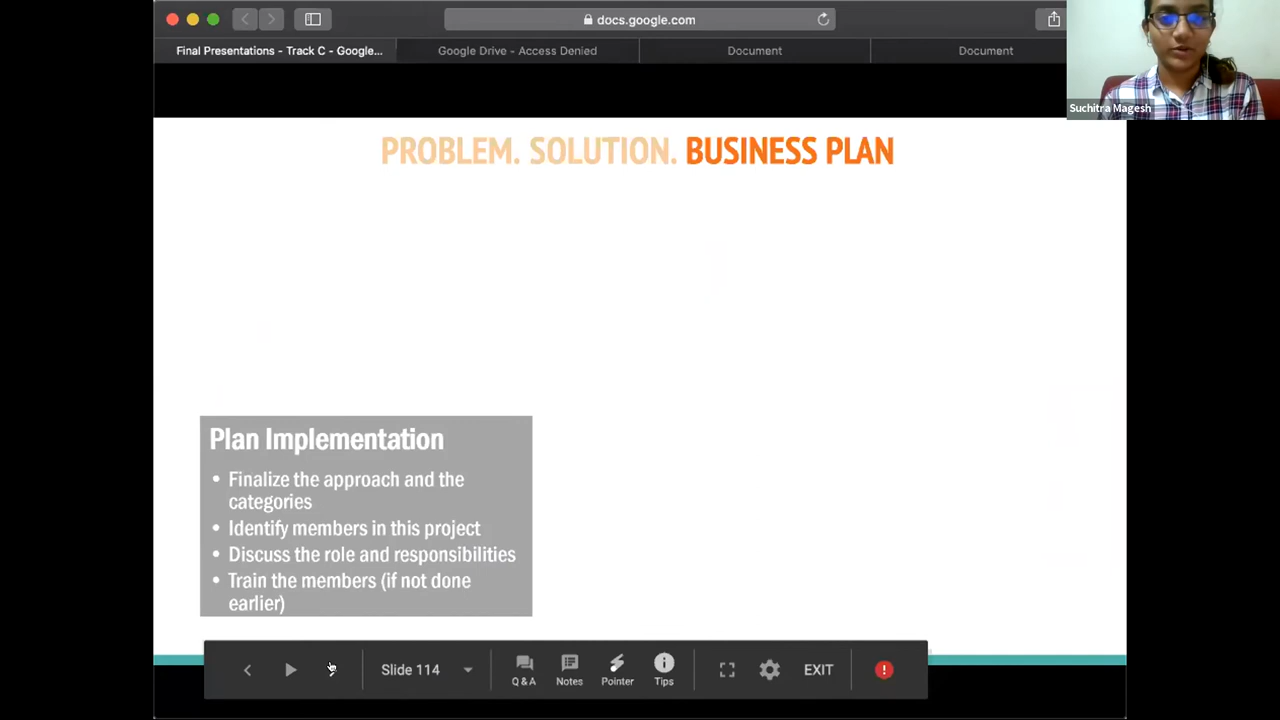 docs.google.com
Final Presentations - Track C - Google...
Google Drive - Access Denied
Document
Document
Suchitra Magesh
PROBLEM. SOLUTION. BUSINESS PLAN
Plan Implementation
• Finalize the approach and the
categories
• Identify members in this project
• Discuss the role and responsibilities
• Train the members (if not done
earlier)
Slide 114
Q & A
Notes
Pointer
Tips
EXIT